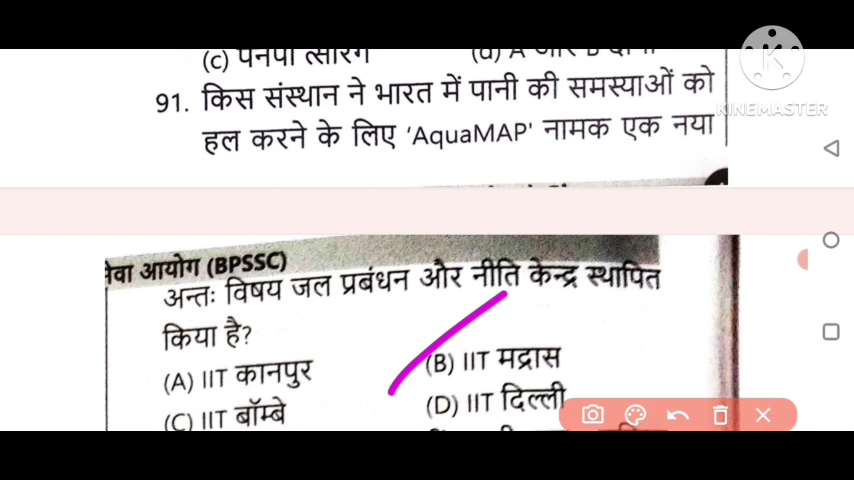 (c) पनपा त्सारंग (d) A और B दोनों
91. किस संस्थान ने भारत में पानी की समस्याओं को
हल करने के लिए 'AquaMAP' नामक एक नया
KINEMASTER
सेवा आयोग (BPSSC)
अन्तः विषय जल प्रबंधन और नीति केन्द्र स्थापित
किया है?
(A) IIT कानपुर (B) IIT मद्रास
(C) IIT बॉम्बे (D) IIT दिल्ली